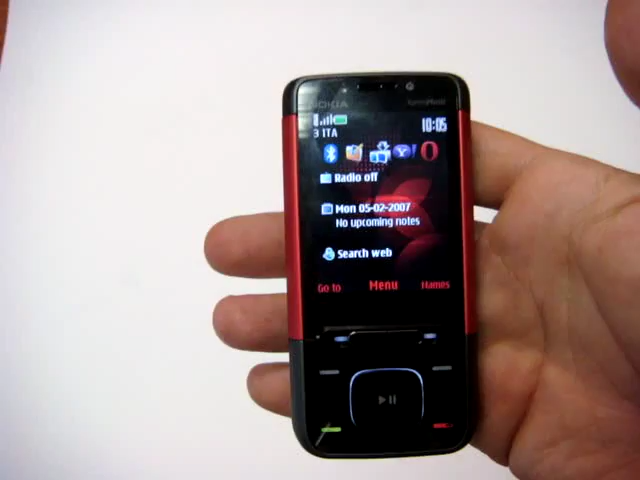 NOKIA XpressMusic
10:05
3 ITA
Radio off
Mon 05-02-2007
No upcoming notes
Search web
Go to Menu Names